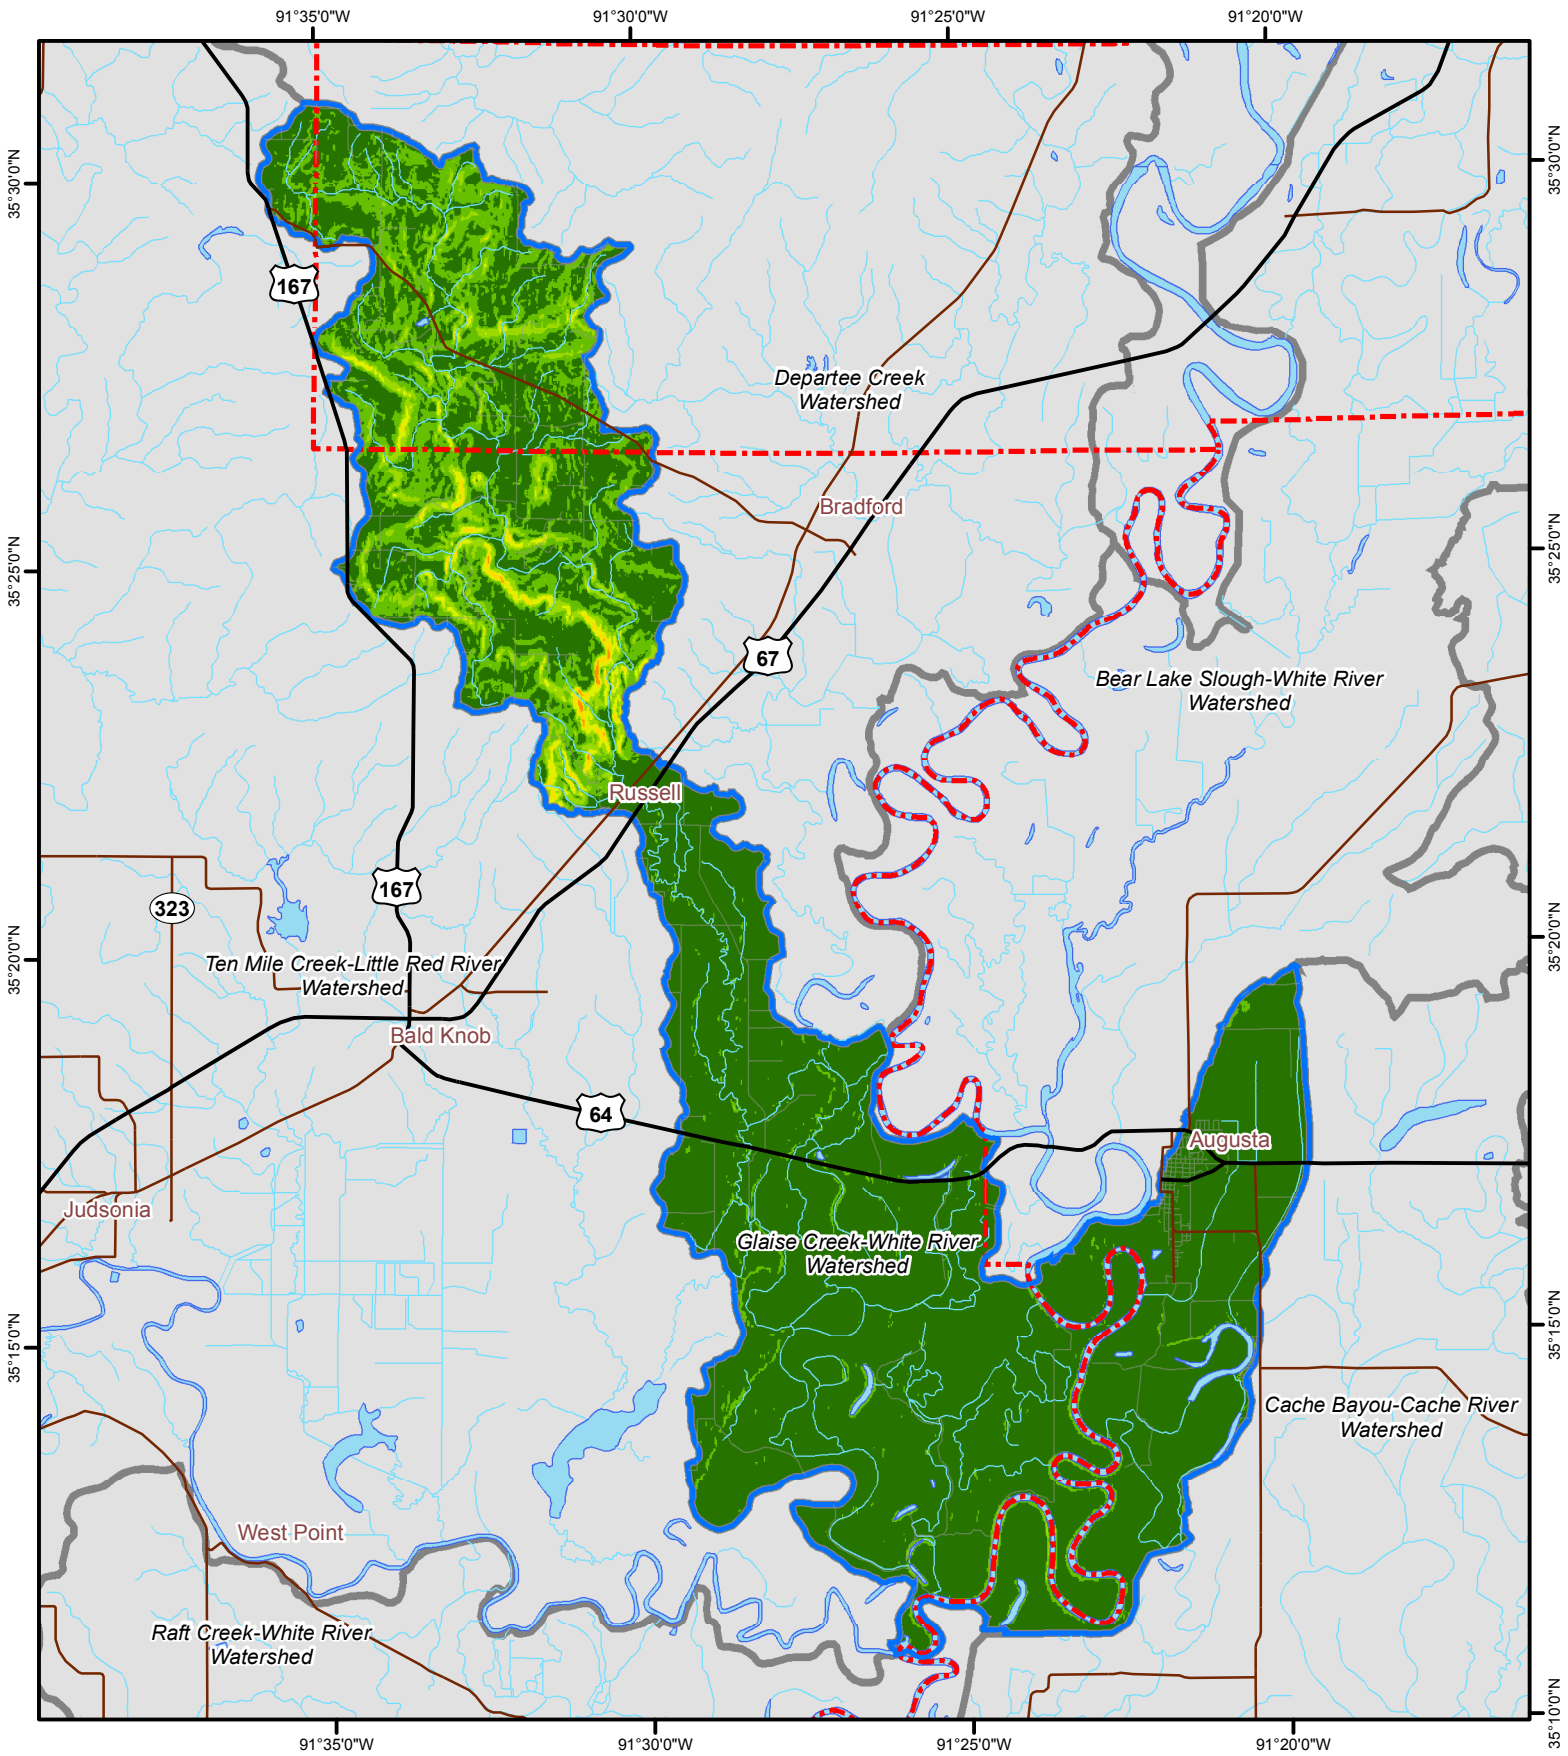 91°35'0"W
91°30'0"W
91°25'0"W
91°20'0"W
35°30'0"N
35°30'0"N
167
Departee Creek
Watershed
Bradford
35°25'0"N
35°25'0"N
67
Bear Lake Slough-White River
Watershed
Russell
167
323
35°20'0"N
35°20'0"N
Ten Mile Creek-Little Red River
Watershed
Bald Knob
64
Augusta
Judsonia
Glaise Creek-White River
Watershed
35°15'0"N
35°15'0"N
Cache Bayou-Cache River
Watershed
West Point
Raft Creek-White River
Watershed
35°10'0"N
91°35'0"W
91°30'0"W
91°25'0"W
91°20'0"W